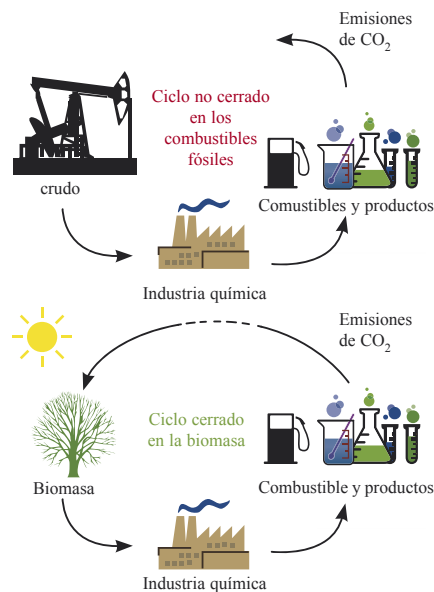 Emisiones
de CO2
Ciclo no cerrado
en los
combustibles
fósiles
crudo
Comustibles y productos
Industria química
Emisiones
de CO2
Ciclo cerrado
en la biomasa
Biomasa
Combustible y productos
Industria química